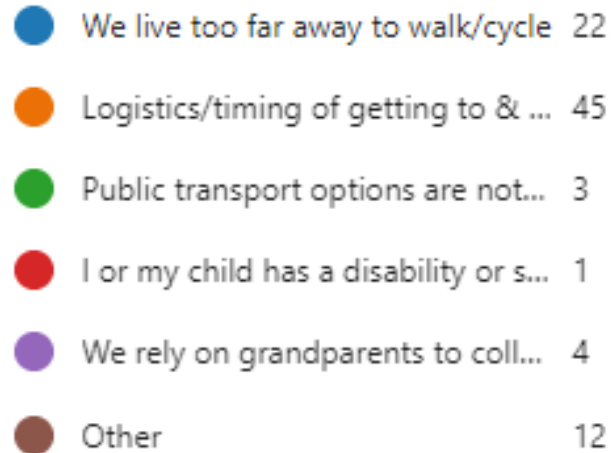 We live too far away to walk/cycle 22
Logistics/timing of getting to & ... 45
Public transport options are not... 3
I or my child has a disability or s... 1
We rely on grandparents to coll... 4
Other 12